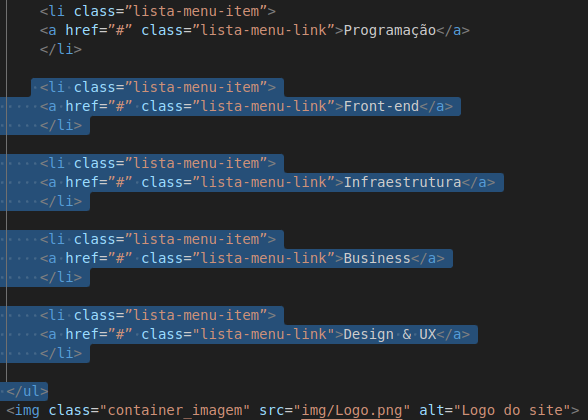 <li class=”lista-menu-item”>
<a href=”#” class=”lista-menu-link”>Programação</a>
</li>
<li class=”lista-menu-item”>
<a href=”#” class=”lista-menu-link”>Front-end</a>
</li>
<li class=”lista-menu-item”>
<a href=”#” class=”lista-menu-link”>Infraestrutura</a>
</li>
<li class=”lista-menu-item”>
<a href=”#” class=”lista-menu-link”>Business</a>
</li>
<li class=”lista-menu-item”>
<a href=”#” class="lista-menu-link”>Design & UX</a>
</li>
</ul>
<img class="container_imagem" src="img/Logo.png" alt="Logo do site">